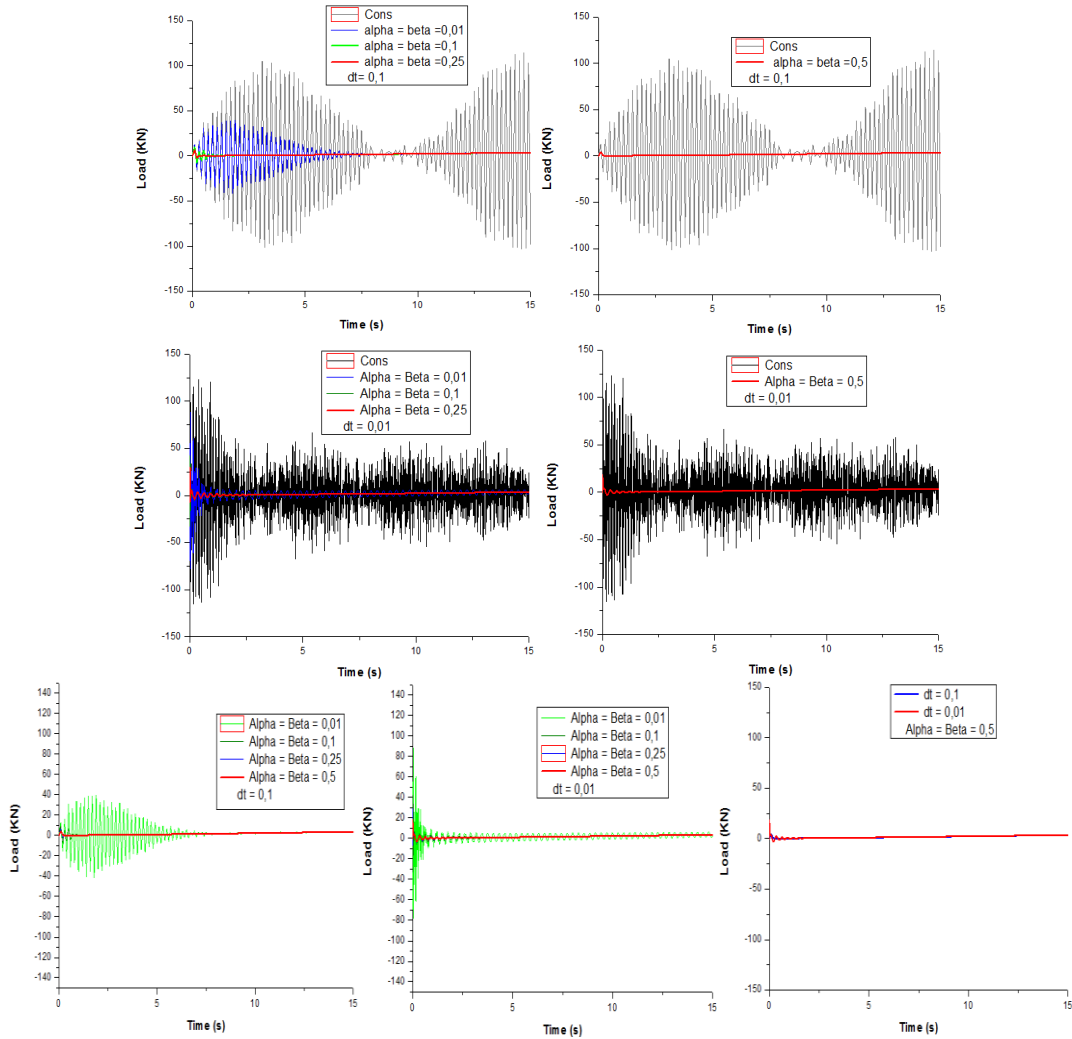 Cons
alpha = beta =0,01
alpha = beta =0,1
alpha = beta =0,25
dt = 0,1
150
100
50
0
-50
-100
-150
Load (KN)
0
5
10
15
Time (s)
Cons
alpha = beta =0,5
dt = 0,1
150
100
50
0
-50
-100
-150
Load (KN)
0
5
10
15
Time (s)
Cons
Alpha = Beta = 0,01
Alpha = Beta = 0,1
Alpha = Beta = 0,25
dt = 0,01
150
100
50
0
-50
-100
-150
Load (KN)
0
5
10
15
Time (s)
Cons
Alpha = Beta = 0,5
dt = 0,01
150
100
50
0
-50
-100
-150
Load (KN)
0
5
10
15
Time (s)
Alpha = Beta = 0,01
Alpha = Beta = 0,1
Alpha = Beta = 0,25
Alpha = Beta = 0,5
dt = 0,1
140
120
100
80
60
40
20
0
-20
-40
-60
-80
-100
-120
-140
Load (KN)
0
5
10
15
Time (s)
Alpha = Beta = 0,01
Alpha = Beta = 0,1
Alpha = Beta = 0,25
Alpha = Beta = 0,5
dt = 0,01
140
120
100
80
60
40
20
0
-20
-40
-60
-80
-100
-120
-140
Load (KN)
0
5
10
15
Time (s)
dt = 0,1
dt = 0,01
Alpha = Beta = 0,5
150
100
50
0
-50
-100
-150
Load (KN)
0
5
10
15
Time (s)